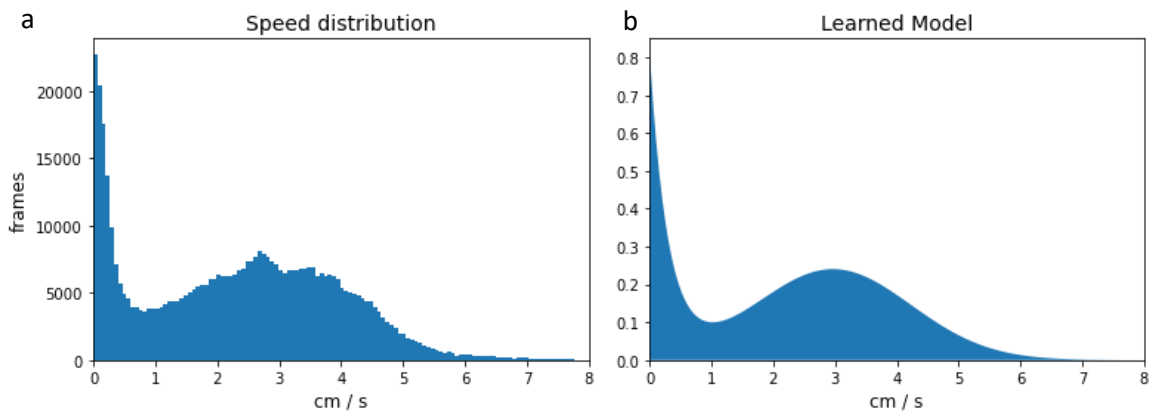 a
Speed distribution
frames
20000
15000
10000
5000
0
0 1 2 3 4 5 6 7 8
cm / s
b
Learned Model
0.8
0.7
0.6
0.5
0.4
0.3
0.2
0.1
0.0
0 1 2 3 4 5 6 7 8
cm / s